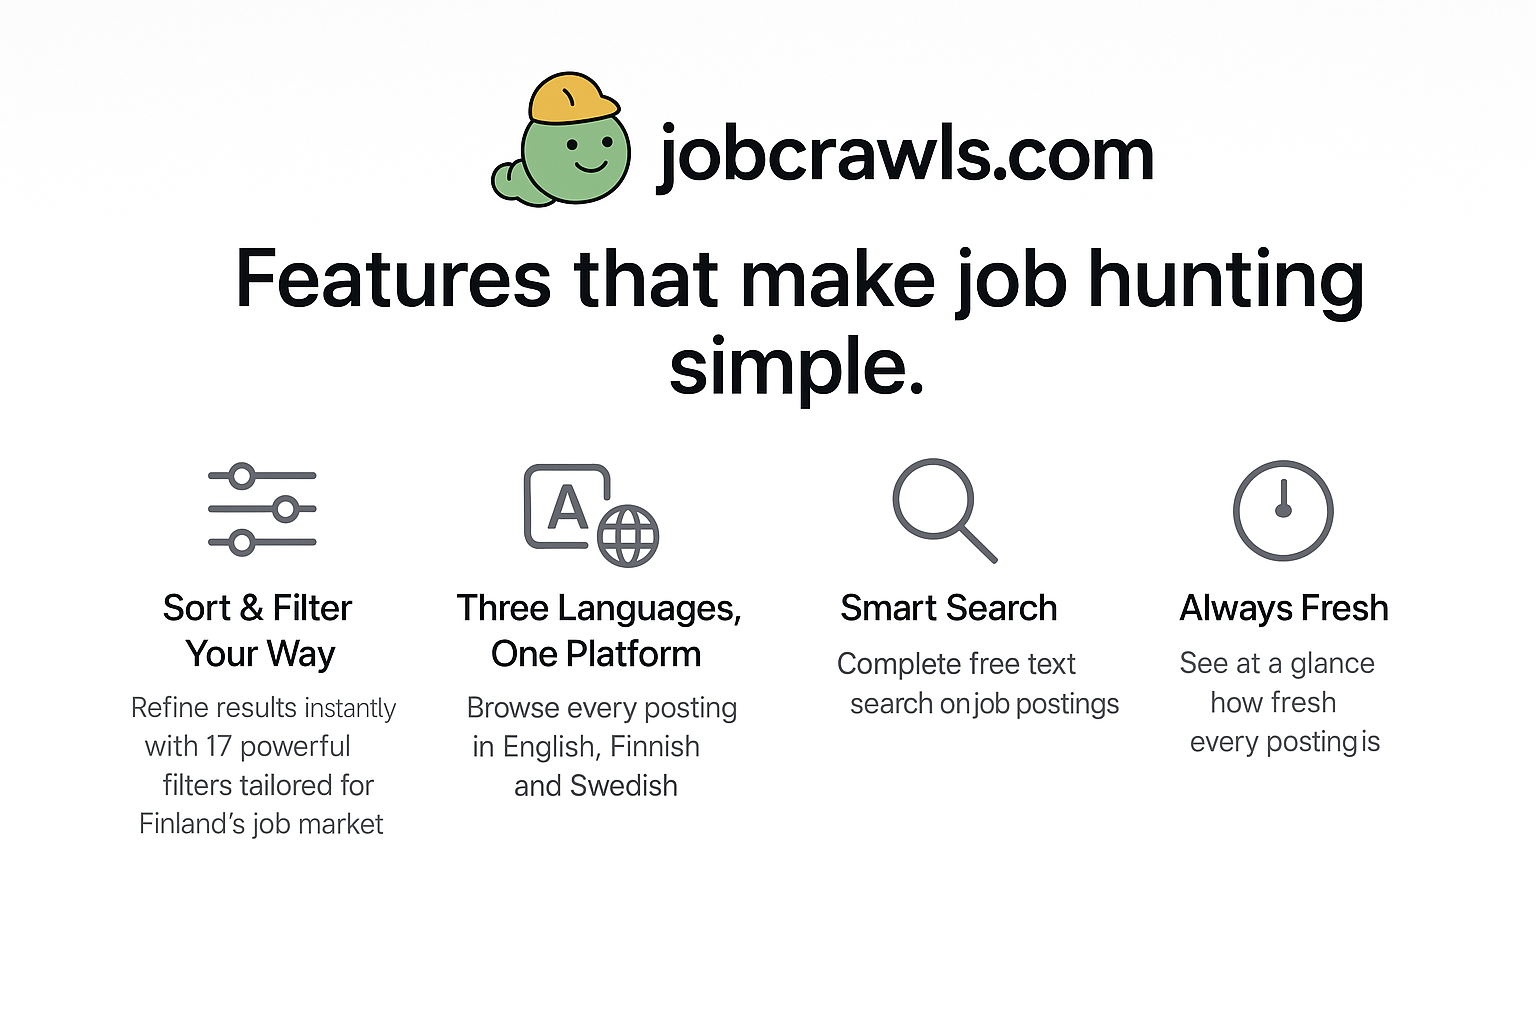 jobcrawls.com
Features that make job hunting
simple.
A
Sort & Filter
Your Way
Refine results instantly
with 17 powerful
filters tailored for
Finland’s job market
Three Languages,
One Platform
Browse every posting
in English, Finnish
and Swedish
Smart Search
Complete free text
search on job postings
Always Fresh
See at a glance
how fresh
every posting is